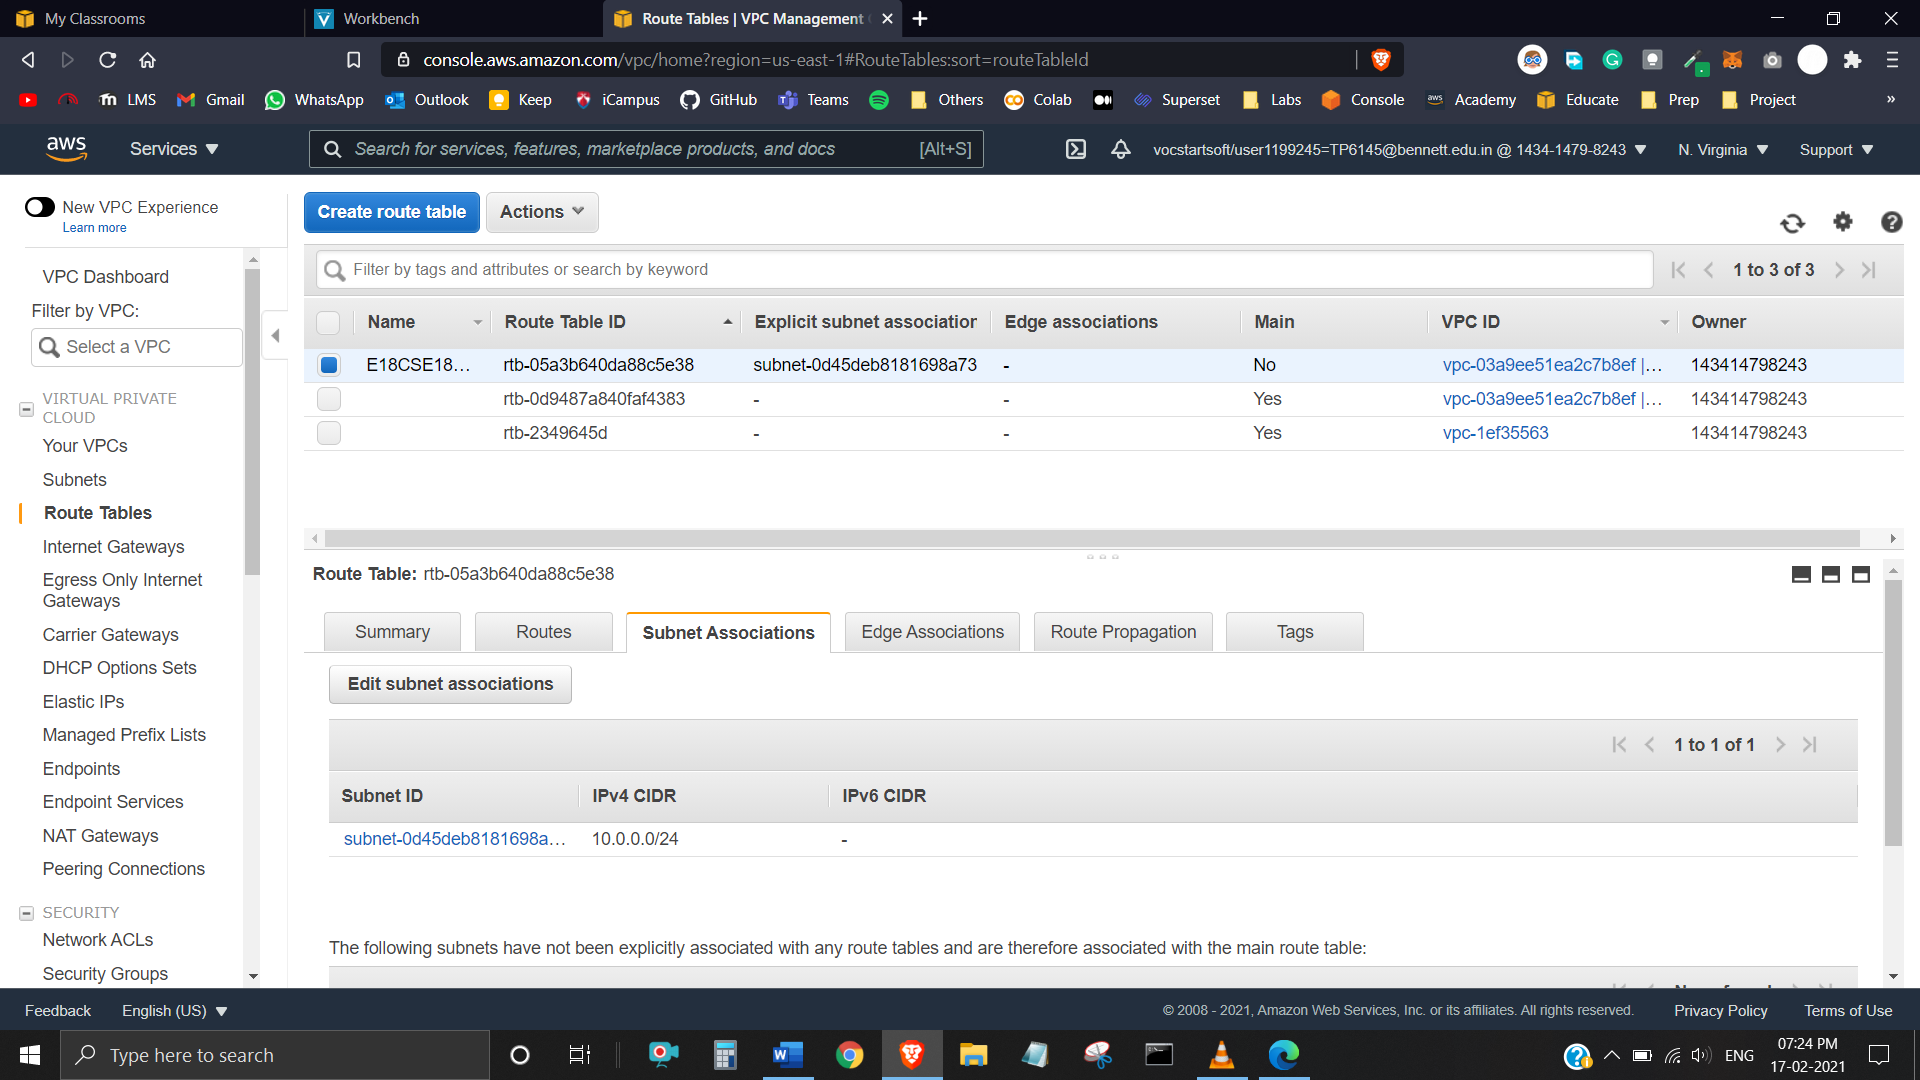 My Classrooms
Workbench
Route Tables | VPC Management
console.aws.amazon.com/vpc/home?region=us-east-1#RouteTables:sort=routeTableId
LMS
Gmail
WhatsApp
Outlook
Keep
iCampus
GitHub
Teams
Others
Colab
Superset
Labs
Console
aws
Academy
Educate
Prep
Project
»
aws
Services
Search for services, features, marketplace products, and docs
[Alt+S]
vocstartsoft/user1199245=TP6145@bennett.edu.in @ 1434-1479-8243
N. Virginia
Support
New VPC Experience
Learn more
Create route table
Actions
VPC Dashboard
Filter by VPC:
Select a VPC
VIRTUAL PRIVATE
CLOUD
Your VPCs
Subnets
Route Tables
Internet Gateways
Egress Only Internet
Gateways
Carrier Gateways
DHCP Options Sets
Elastic IPs
Managed Prefix Lists
Endpoints
Endpoint Services
NAT Gateways
Peering Connections
SECURITY
Network ACLs
Security Groups
Filter by tags and attributes or search by keyword
1 to 3 of 3
Name Route Table ID Explicit subnet association Edge associations Main VPC ID Owner
E18CSE18... rtb-05a3b640da88c5e38 subnet-0d45deb8181698a73 - No vpc-03a9ee51ea2c7b8ef |... 143414798243
rtb-0d9487a840faf4383 - - Yes vpc-03a9ee51ea2c7b8ef |... 143414798243
rtb-2349645d - - Yes vpc-1ef35563 143414798243
Route Table: rtb-05a3b640da88c5e38
Summary
Routes
Subnet Associations
Edge Associations
Route Propagation
Tags
Edit subnet associations
1 to 1 of 1
Subnet ID IPv4 CIDR IPv6 CIDR
subnet-0d45deb8181698a... 10.0.0.0/24 -
The following subnets have not been explicitly associated with any route tables and are therefore associated with the main route table:
Feedback
English (US)
© 2008 - 2021, Amazon Web Services, Inc. or its affiliates. All rights reserved.
Privacy Policy
Terms of Use
Type here to search
ENG
07:24 PM
17-02-2021